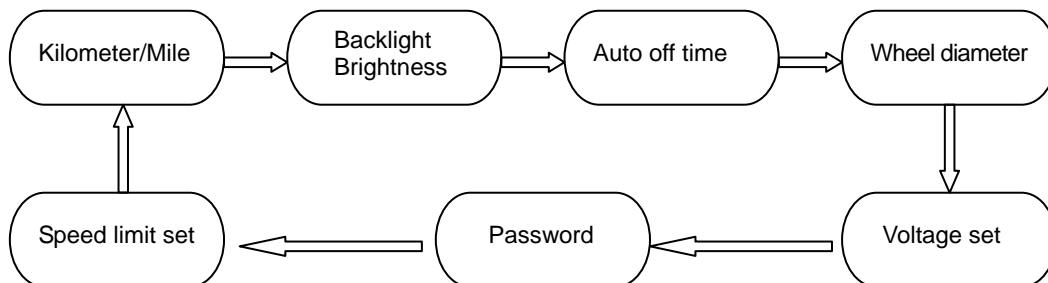 Kilometer/Mile
Backlight
Brightness
Auto off time
Wheel diameter
Speed limit set
Password
Voltage set